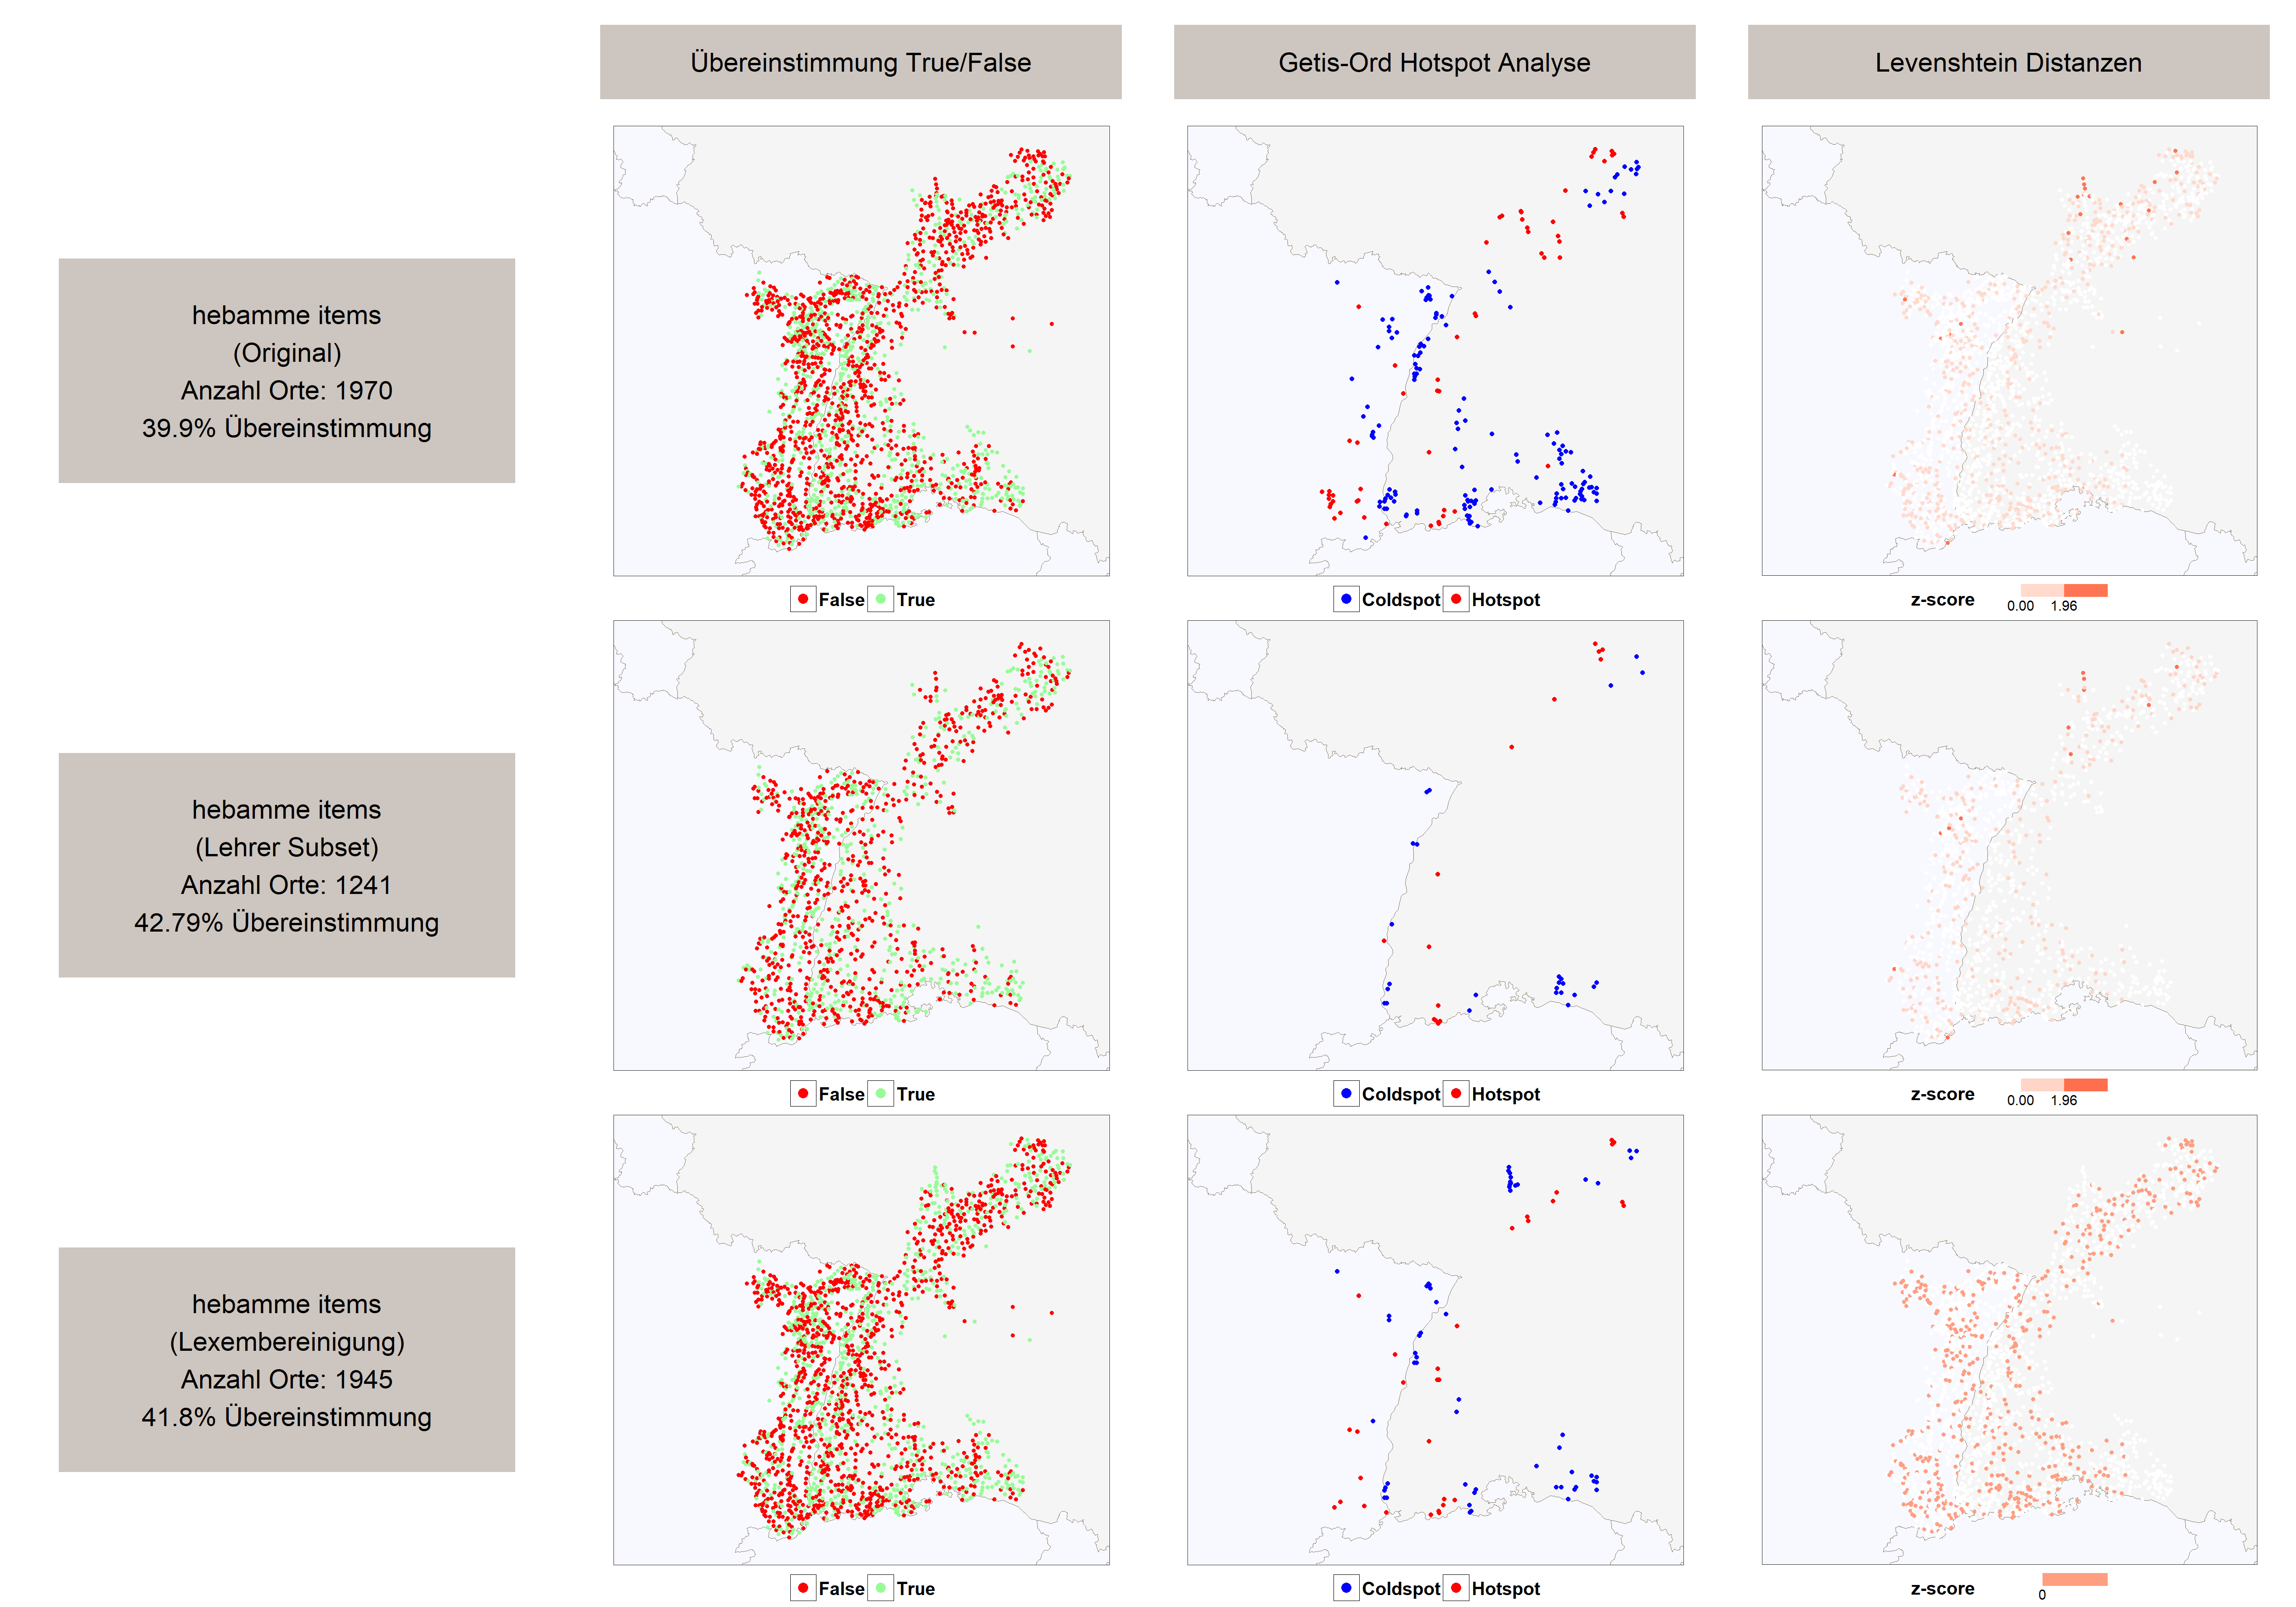 Übereinstimmung True/False
Getis-Ord Hotspot Analyse
Levenshtein Distanzen
hebamme items
(Original)
Anzahl Orte: 1970
39.9% Übereinstimmung
False True
Coldspot Hotspot
z-score
0.00 1.96
hebamme items
(Lehrer Subset)
Anzahl Orte: 1241
42.79% Übereinstimmung
False True
Coldspot Hotspot
z-score
0.00 1.96
hebamme items
(Lexembereinigung)
Anzahl Orte: 1945
41.8% Übereinstimmung
False True
Coldspot Hotspot
z-score
0